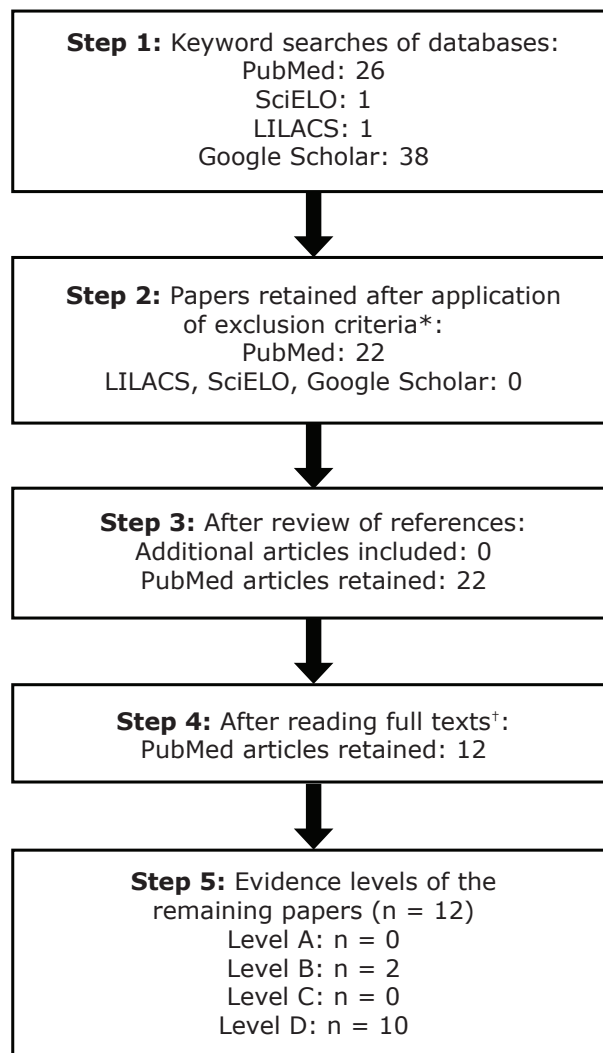 Step 1: Keyword searches of databases:
PubMed: 26
SciELO: 1
LILACS: 1
Google Scholar: 38
Step 2: Papers retained after application
of exclusion criteria*:
PubMed: 22
LILACS, SciELO, Google Scholar: 0
Step 3: After review of references:
Additional articles included: 0
PubMed articles retained: 22
Step 4: After reading full texts†:
PubMed articles retained: 12
Step 5: Evidence levels of the
remaining papers (n = 12)
Level A: n = 0
Level B: n = 2
Level C: n = 0
Level D: n = 10